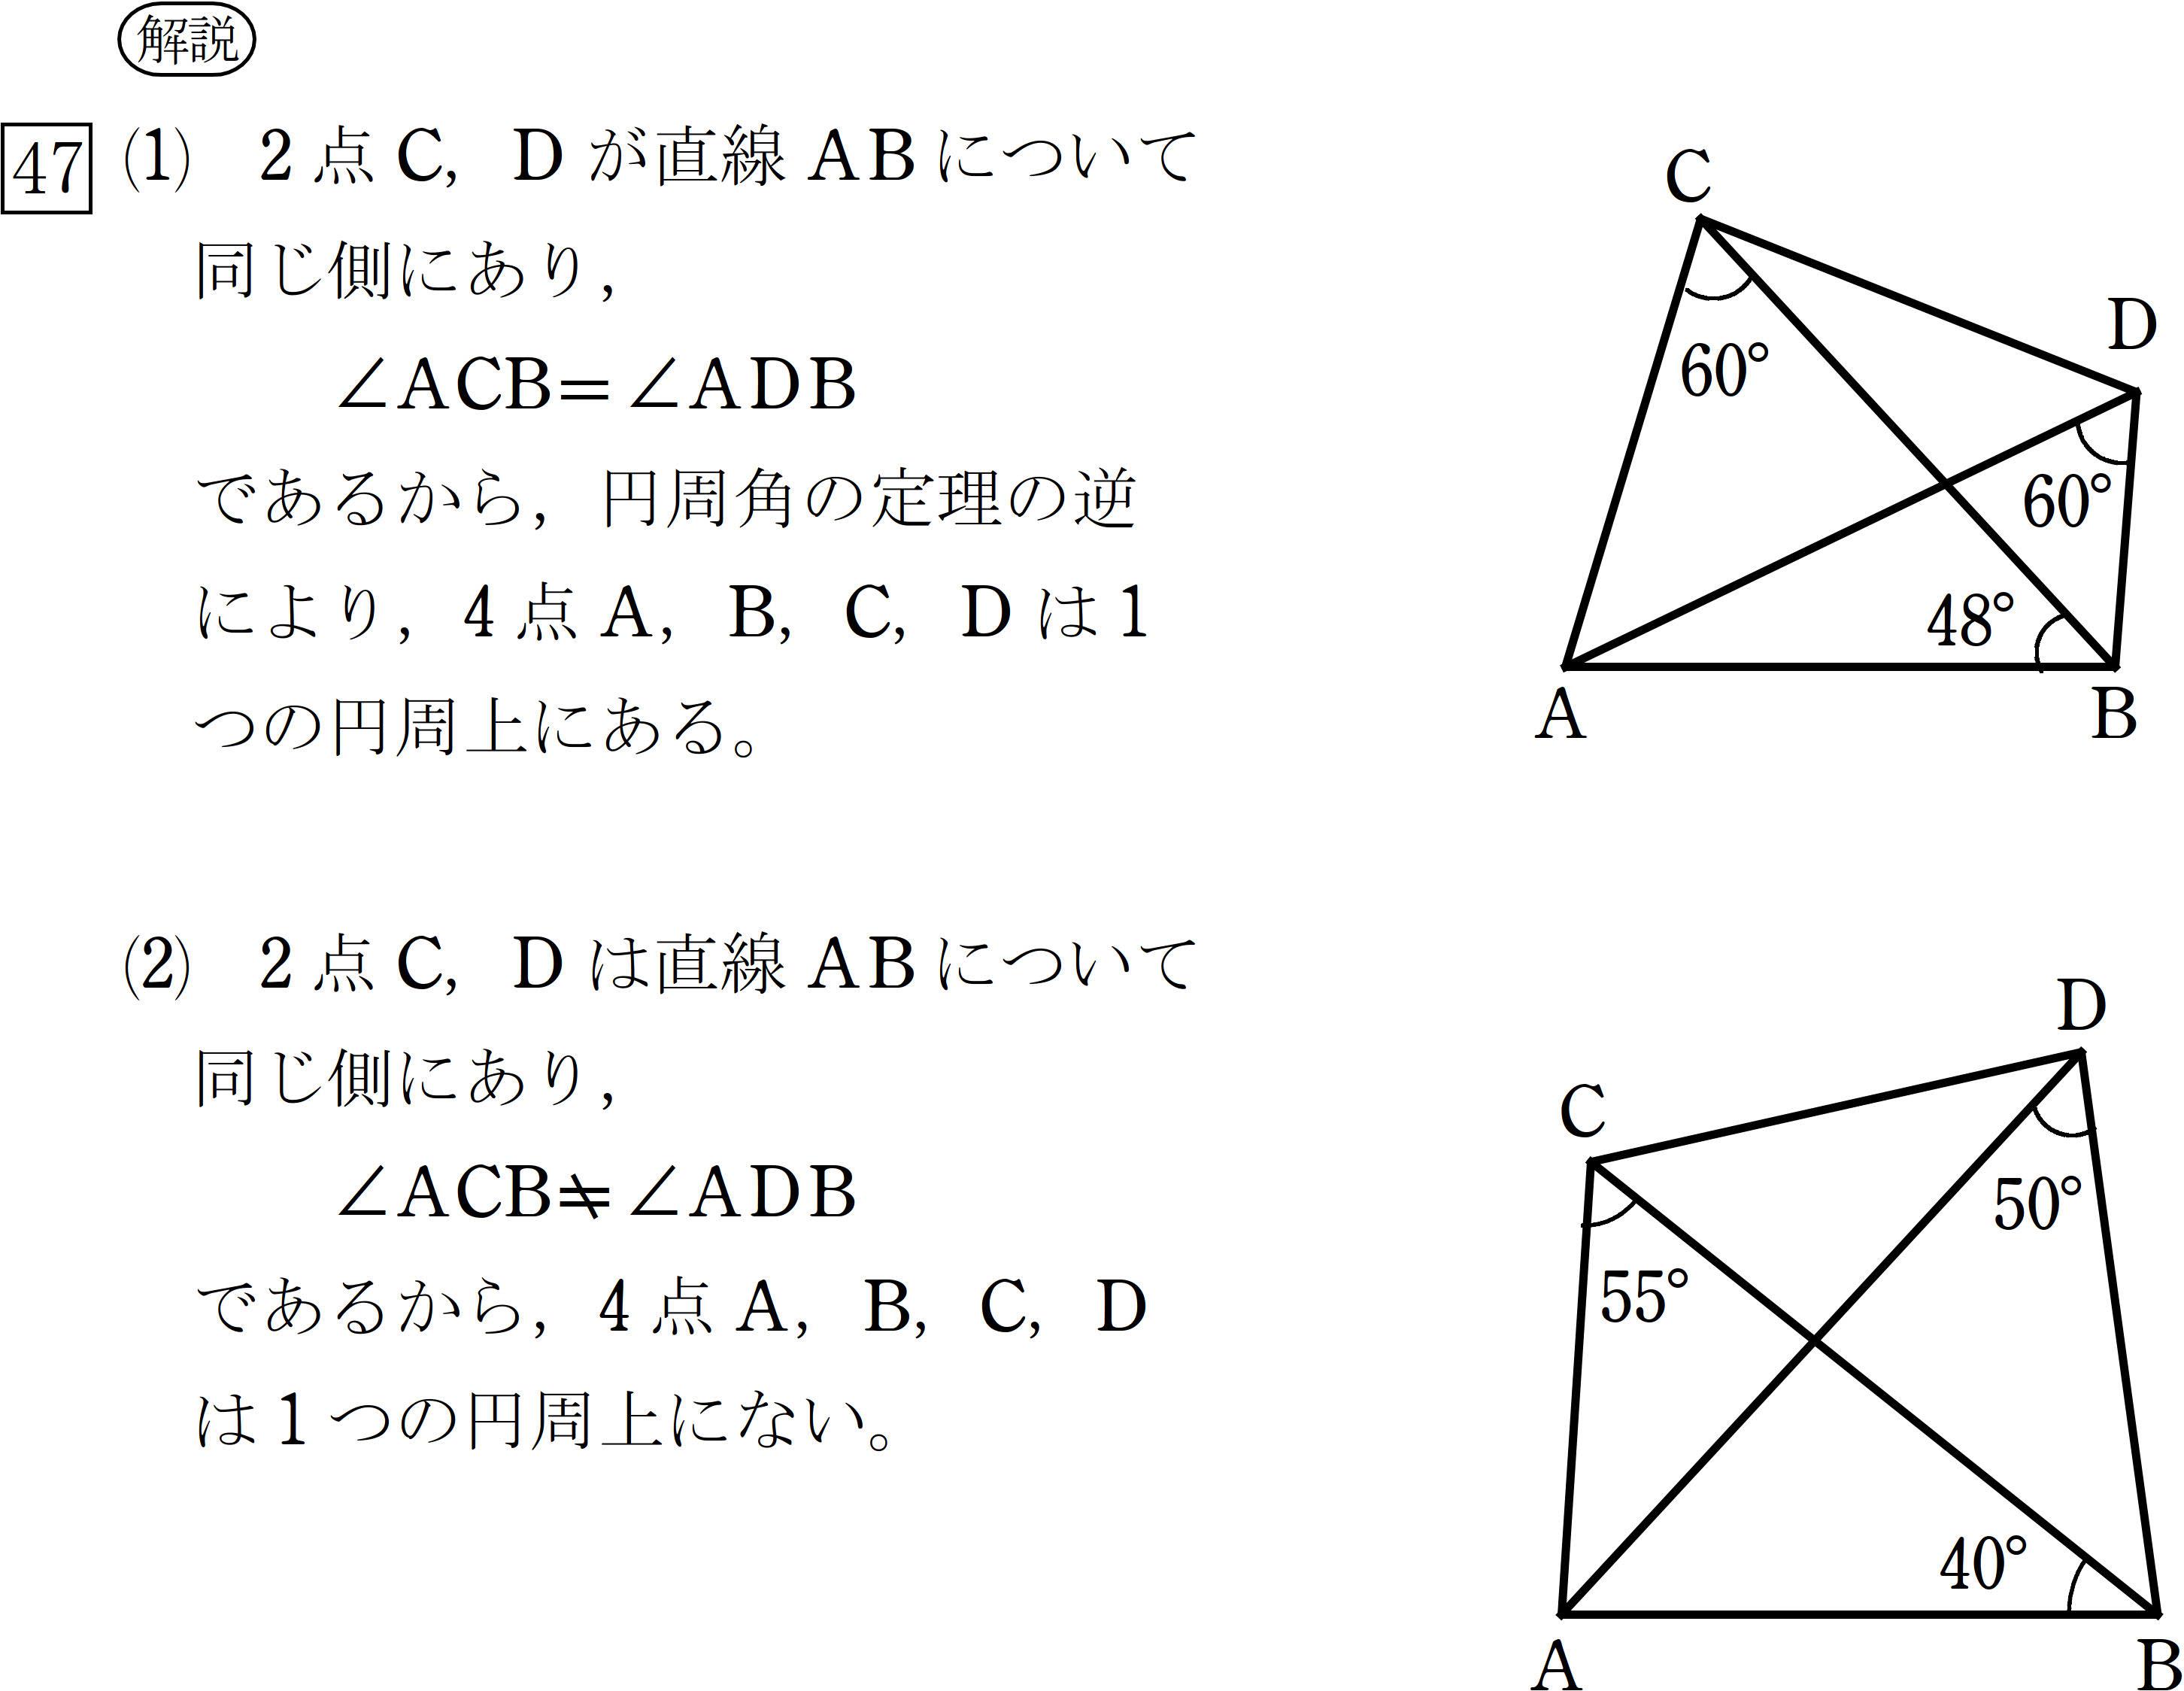 解説
47 (1) 2点C, Dが直線ABについて
同じ側にあり,
∠ACB=∠ADB
であるから, 円周角の定理の逆
により, 4点A, B, C, Dは1
つの円周上にある。
C
D
60°
60°
48°
A
B
(2) 2点C, Dは直線ABについて
同じ側にあり,
∠ACB≠∠ADB
であるから, 4点A, B, C, D
は1つの円周上にない。
D
C
50°
55°
40°
A
B